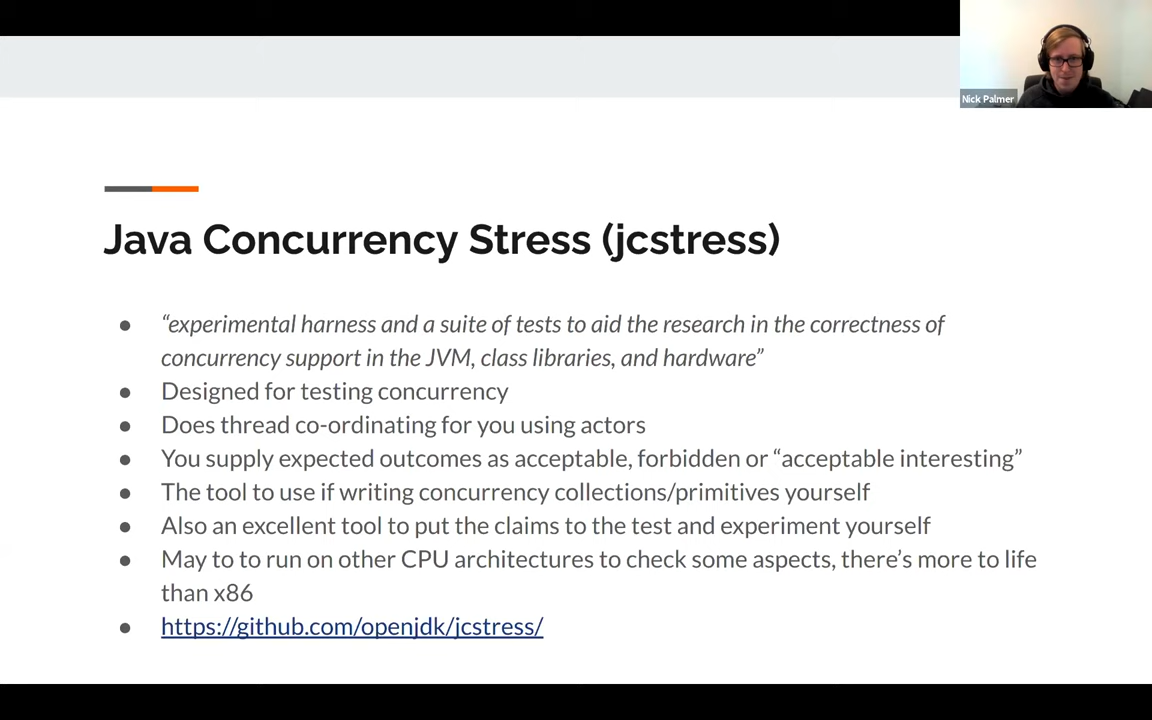 Nick Palmer
Java Concurrency Stress (jcstress)
● “experimental harness and a suite of tests to aid the research in the correctness of
concurrency support in the JVM, class libraries, and hardware”
● Designed for testing concurrency
● Does thread co-ordinating for you using actors
● You supply expected outcomes as acceptable, forbidden or “acceptable interesting”
● The tool to use if writing concurrency collections/primitives yourself
● Also an excellent tool to put the claims to the test and experiment yourself
● May to to run on other CPU architectures to check some aspects, there’s more to life
than x86
● https://github.com/openjdk/jcstress/